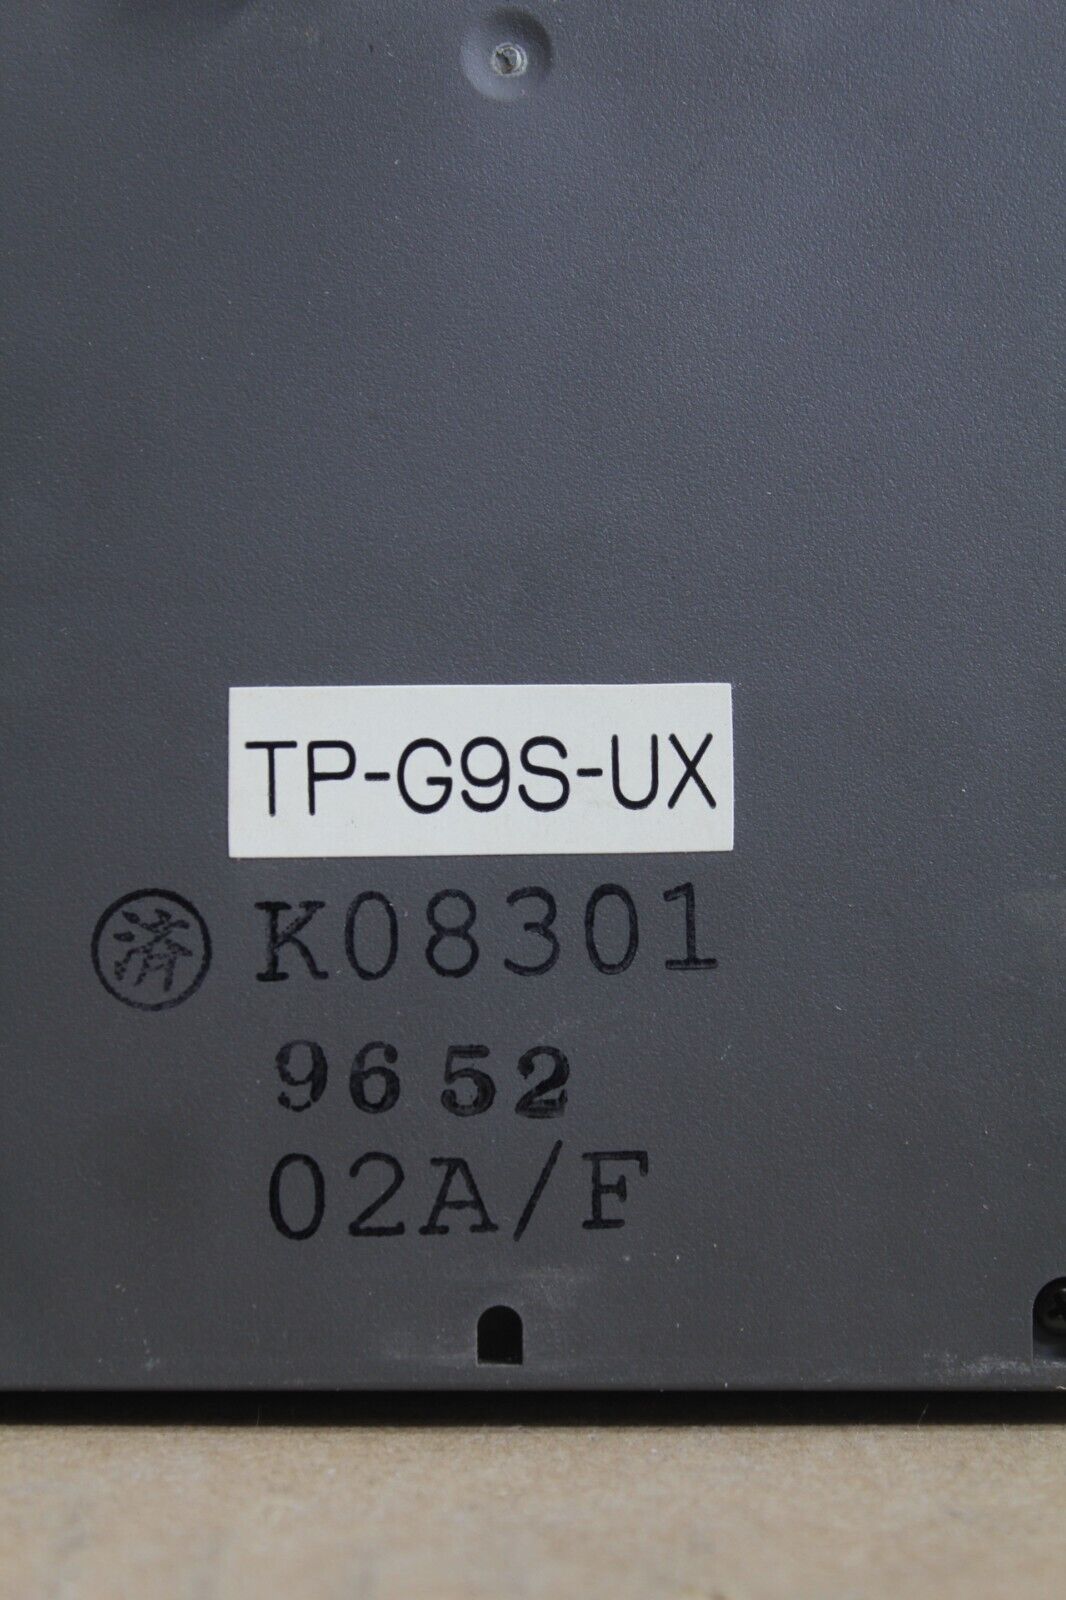 TP-G9S-UX
済 K08301
9652
02A/F